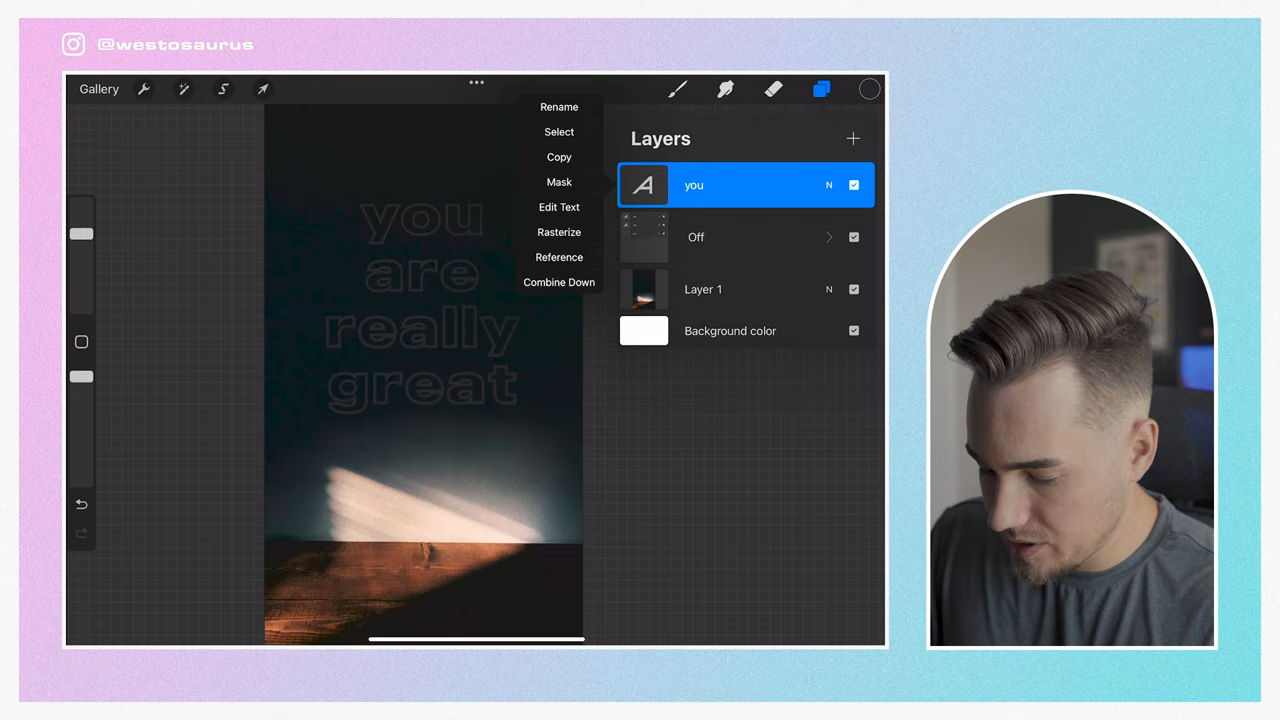 @westosaurus
Gallery
Rename
Select
Copy
Mask
Edit Text
Rasterize
Reference
Combine Down
Layers
you
N
Off
Layer 1
N
Background color
you
are
really
great